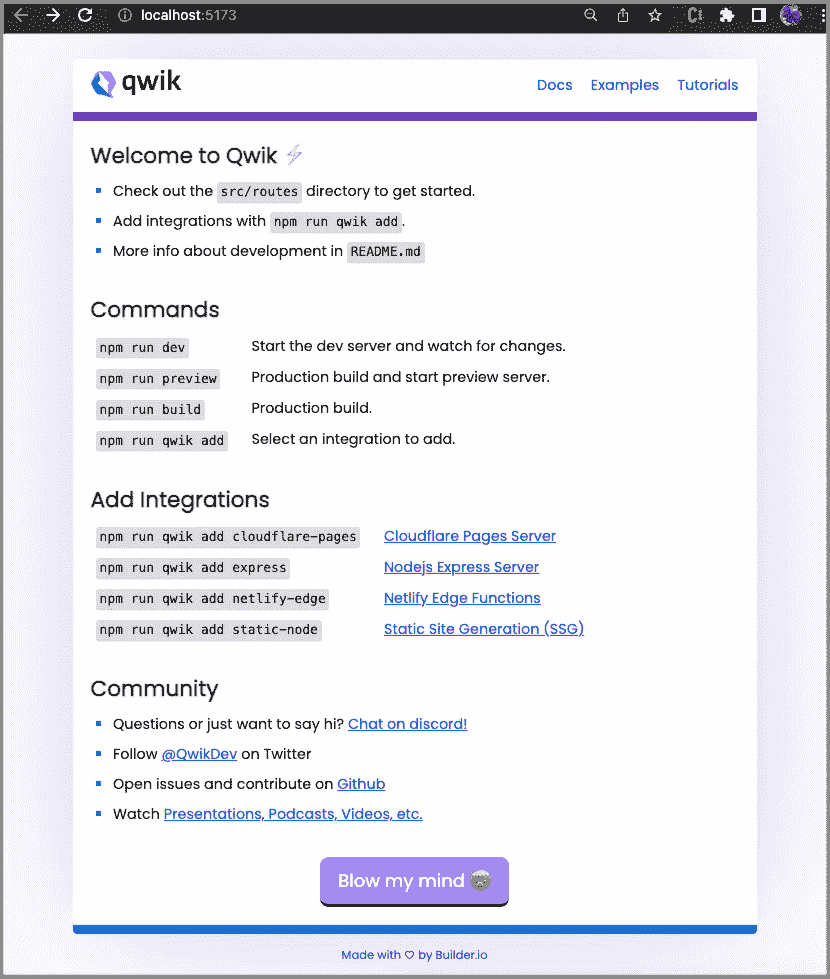 localhost:5173
qwik
Docs Examples Tutorials
Welcome to Qwik ⚡
Check out the src/routes directory to get started.
Add integrations with npm run qwik add.
More info about development in README.md
Commands
npm run dev Start the dev server and watch for changes.
npm run preview Production build and start preview server.
npm run build Production build.
npm run qwik add Select an integration to add.
Add Integrations
npm run qwik add cloudflare-pages Cloudflare Pages Server
npm run qwik add express Nodejs Express Server
npm run qwik add netlify-edge Netlify Edge Functions
npm run qwik add static-node Static Site Generation (SSG)
Community
Questions or just want to say hi? Chat on discord!
Follow @QwikDev on Twitter
Open issues and contribute on Github
Watch Presentations, Podcasts, Videos, etc.
Blow my mind 🤯
Made with ♡ by Builder.io